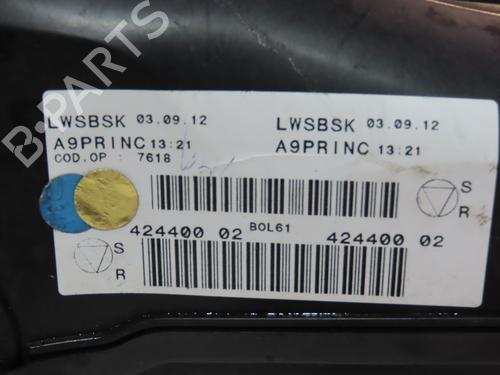 LWSBSK 03.09.12 LWSBSK 03.09.12
A9PRINC 13:21 A9PRINC 13:21
COD.OP : 7618
S
R
424400 02 BOL61 424400 02
S
R
B-PARTS